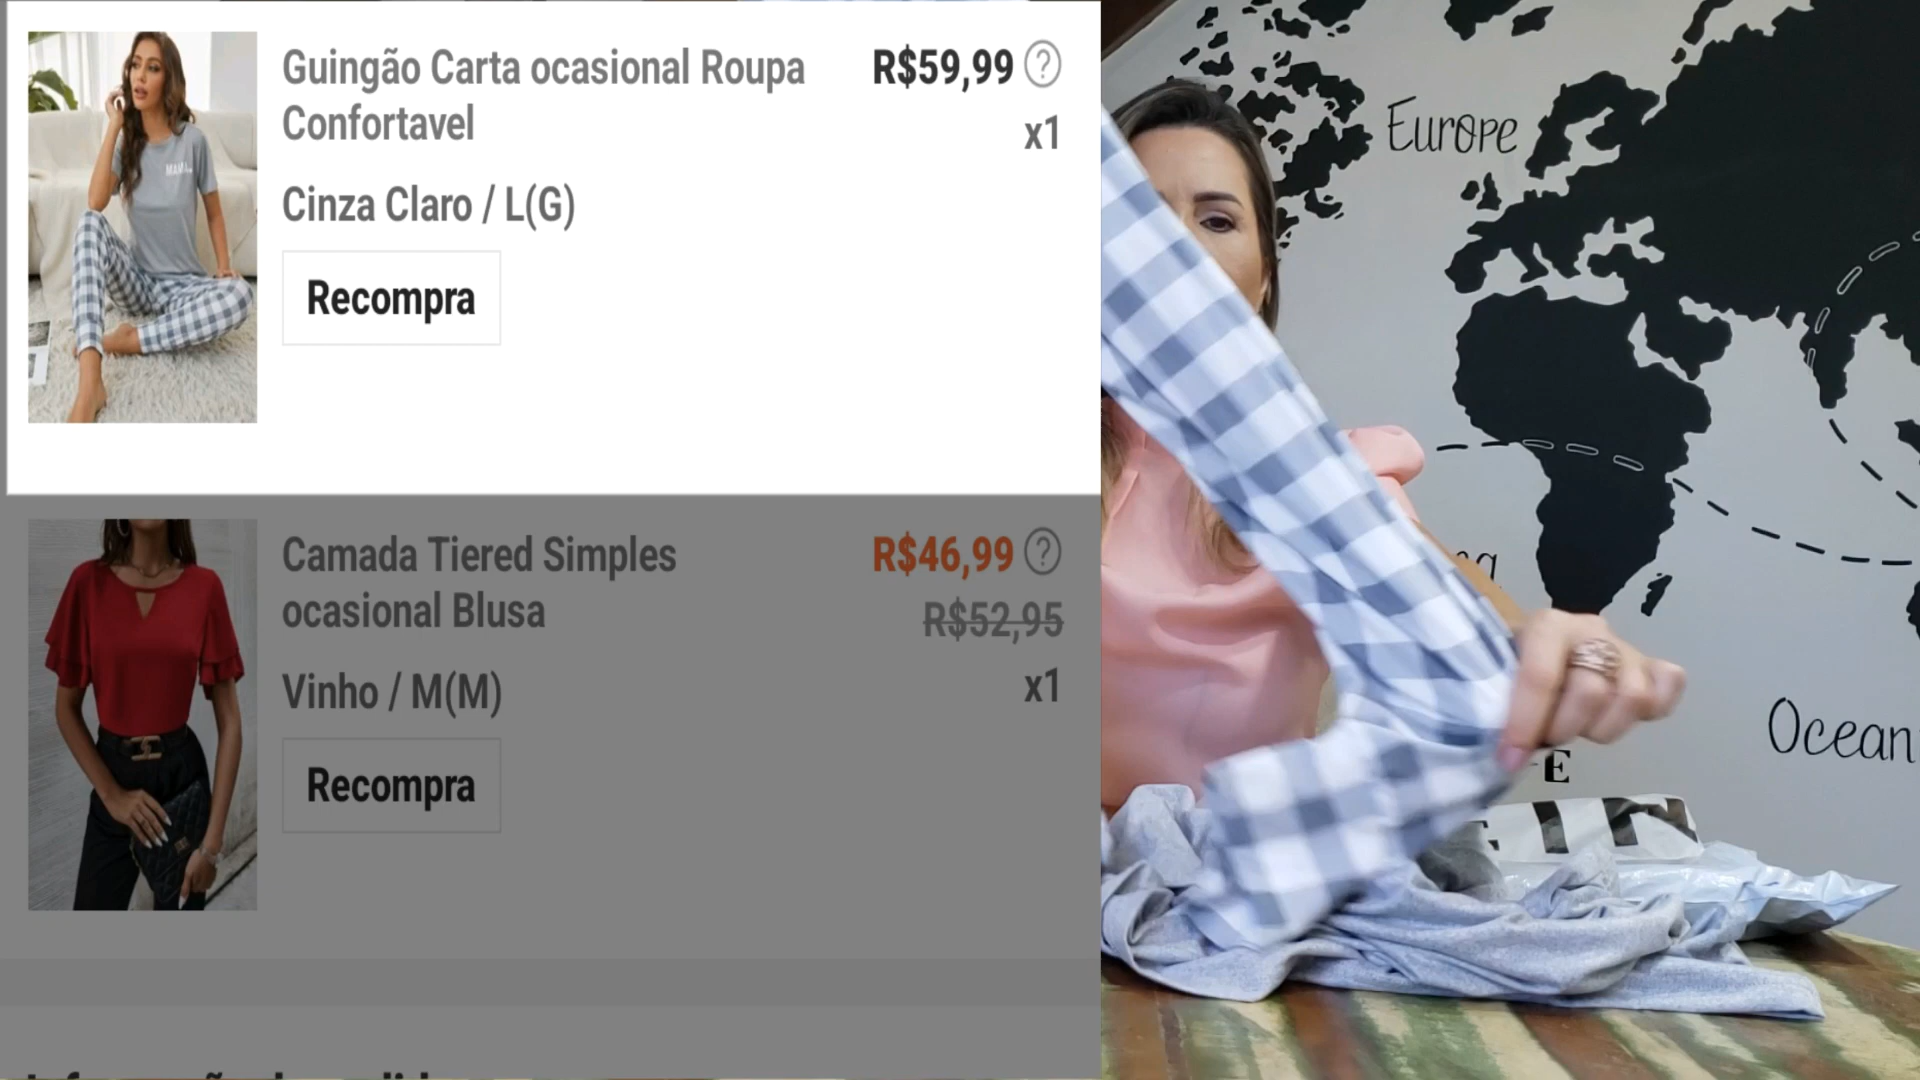 Guingão Carta ocasional Roupa
Confortavel
R$59,99
x1
Cinza Claro / L(G)
Recompra
MAMA
Camada Tiered Simples
ocasional Blusa
R$46,99
R$52,95
x1
Vinho / M(M)
Recompra
Europe
Ocean
E